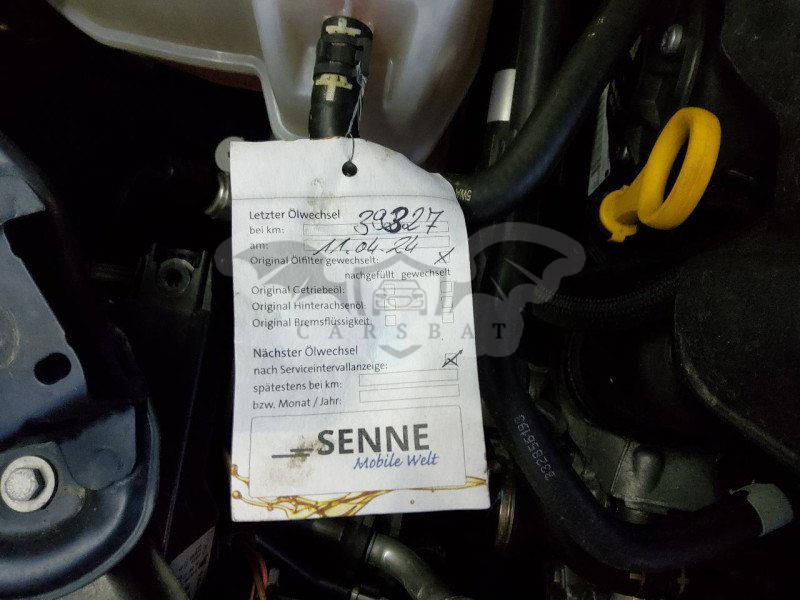 Letzter Ölwechsel
bei km: 39327
am: 11.04.24
Original Ölfilter gewechselt:
nachgefüllt gewechselt
Original Getriebeöl:
Original Hinterachsenöl:
Original Bremsflüssigkeit:
CARSBAT
Nächster Ölwechsel
nach Serviceintervallanzeige:
spätestens bei km:
bzw. Monat / Jahr:
SENNE
Mobile Welt